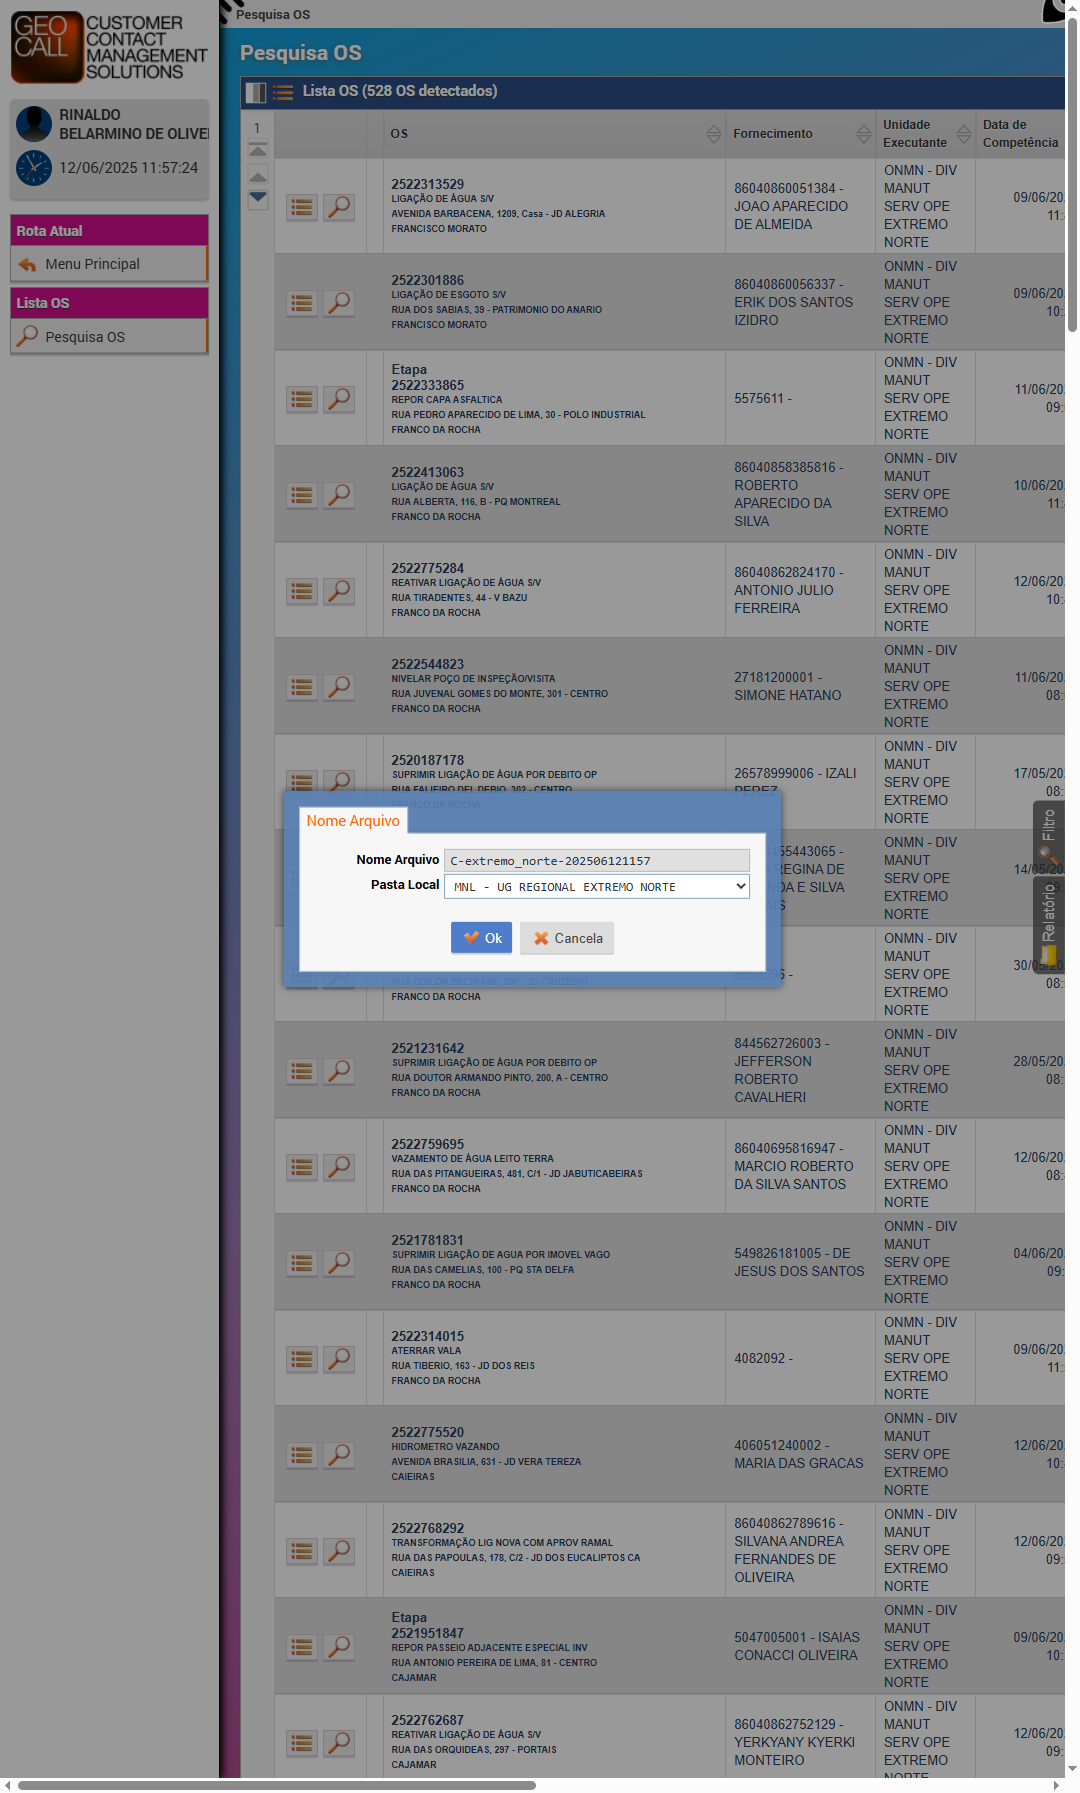 GEO
CALL
CUSTOMER
CONTACT
MANAGEMENT
SOLUTIONS
RINALDO
BELARMINO DE OLIVEI
12/06/2025 11:57:24
Rota Atual
Menu Principal
Lista OS
Pesquisa OS
Pesquisa OS
Pesquisa OS
Lista OS (528 OS detectados)
1
OS
Fornecimento
Unidade
Executante
Data de
Competência
2522313529
LIGAÇÃO DE ÁGUA S/V
AVENIDA BARBACENA, 1209, Casa - JD ALEGRIA
FRANCISCO MORATO
86040860051384 -
JOAO APARECIDO
DE ALMEIDA
ONMN - DIV
MANUT
SERV OPE
EXTREMO
NORTE
09/06/20
11:
2522301886
LIGAÇÃO DE ESGOTO S/V
RUA DOS SABIAS, 39 - PATRIMONIO DO ANARIO
FRANCISCO MORATO
86040860056337 -
ERIK DOS SANTOS
IZIDRO
ONMN - DIV
MANUT
SERV OPE
EXTREMO
NORTE
09/06/20
10:
Etapa
2522333865
REPOR CAPA ASFALTICA
RUA PEDRO APARECIDO DE LIMA, 30 - POLO INDUSTRIAL
FRANCO DA ROCHA
5575611 -
ONMN - DIV
MANUT
SERV OPE
EXTREMO
NORTE
11/06/20
09:
2522413063
LIGAÇÃO DE ÁGUA S/V
RUA ALBERTA, 116, B - PQ MONTREAL
FRANCO DA ROCHA
86040858385816 -
ROBERTO
APARECIDO DA
SILVA
ONMN - DIV
MANUT
SERV OPE
EXTREMO
NORTE
10/06/20
11:
2522775284
REATIVAR LIGAÇÃO DE ÁGUA S/V
RUA TIRADENTES, 44 - V BAZU
FRANCO DA ROCHA
86040862824170 -
ANTONIO JULIO
FERREIRA
ONMN - DIV
MANUT
SERV OPE
EXTREMO
NORTE
12/06/20
10:
2522544823
NIVELAR POÇO DE INSPEÇÃO/VISITA
RUA JUVENAL GOMES DO MONTE, 301 - CENTRO
FRANCO DA ROCHA
27181200001 -
SIMONE HATANO
ONMN - DIV
MANUT
SERV OPE
EXTREMO
NORTE
11/06/20
08:
2520187178
SUPRIMIR LIGAÇÃO DE ÁGUA POR DEBITO OP
RUA FALIEIRO DEL DEBIO, 302 - CENTRO
FRANCO DA ROCHA
26578999006 - IZALI
PEREZ
ONMN - DIV
MANUT
SERV OPE
EXTREMO
NORTE
17/05/20
08:
Filtro
Relatório
Nome Arquivo
Nome Arquivo C-extremo_norte-202506121157
Pasta Local MNL - UG REGIONAL EXTREMO NORTE
Ok
Cancela
55443065 -
REGINA DE
E SILVA
ONMN - DIV
MANUT
SERV OPE
EXTREMO
NORTE
14/05/20
RUA ODILON BELTRANE, 502 - JD CRUZEIRO
FRANCO DA ROCHA
ONMN - DIV
MANUT
SERV OPE
EXTREMO
NORTE
30/05/20
08:
2521231642
SUPRIMIR LIGAÇÃO DE ÁGUA POR DEBITO OP
RUA DOUTOR ARMANDO PINTO, 200, A - CENTRO
FRANCO DA ROCHA
844562726003 -
JEFFERSON
ROBERTO
CAVALHERI
ONMN - DIV
MANUT
SERV OPE
EXTREMO
NORTE
28/05/20
08:
2522759695
VAZAMENTO DE ÁGUA LEITO TERRA
RUA DAS PITANGUEIRAS, 481, C/1 - JD JABUTICABEIRAS
FRANCO DA ROCHA
86040695816947 -
MARCIO ROBERTO
DA SILVA SANTOS
ONMN - DIV
MANUT
SERV OPE
EXTREMO
NORTE
12/06/20
08:
2521781831
SUPRIMIR LIGAÇÃO DE AGUA POR IMOVEL VAGO
RUA DAS CAMELIAS, 100 - PQ STA DELFA
FRANCO DA ROCHA
549826181005 - DE
JESUS DOS SANTOS
ONMN - DIV
MANUT
SERV OPE
EXTREMO
NORTE
04/06/20
09:
2522314015
ATERRAR VALA
RUA TIBERIO, 163 - JD DOS REIS
FRANCO DA ROCHA
4082092 -
ONMN - DIV
MANUT
SERV OPE
EXTREMO
NORTE
09/06/20
11:
2522775520
HIDROMETRO VAZANDO
AVENIDA BRASILIA, 631 - JD VERA TEREZA
CAIEIRAS
406051240002 -
MARIA DAS GRACAS
ONMN - DIV
MANUT
SERV OPE
EXTREMO
NORTE
12/06/20
10:
2522768292
TRANSFORMAÇÃO LIG NOVA COM APROV RAMAL
RUA DAS PAPOULAS, 178, C/2 - JD DOS EUCALIPTOS CA
CAIEIRAS
86040862789616 -
SILVANA ANDREA
FERNANDES DE
OLIVEIRA
ONMN - DIV
MANUT
SERV OPE
EXTREMO
NORTE
12/06/20
09:
Etapa
2521951847
REPOR PASSEIO ADJACENTE ESPECIAL INV
RUA ANTONIO PEREIRA DE LIMA, 81 - CENTRO
CAJAMAR
5047005001 - ISAIAS
CONACCI OLIVEIRA
ONMN - DIV
MANUT
SERV OPE
EXTREMO
NORTE
09/06/20
10:
2522762687
REATIVAR LIGAÇÃO DE ÁGUA S/V
RUA DAS ORQUIDEAS, 297 - PORTAIS
CAJAMAR
86040862752129 -
YERKYANY KYERKI
MONTEIRO
ONMN - DIV
MANUT
SERV OPE
EXTREMO
NORTE
12/06/20
09: